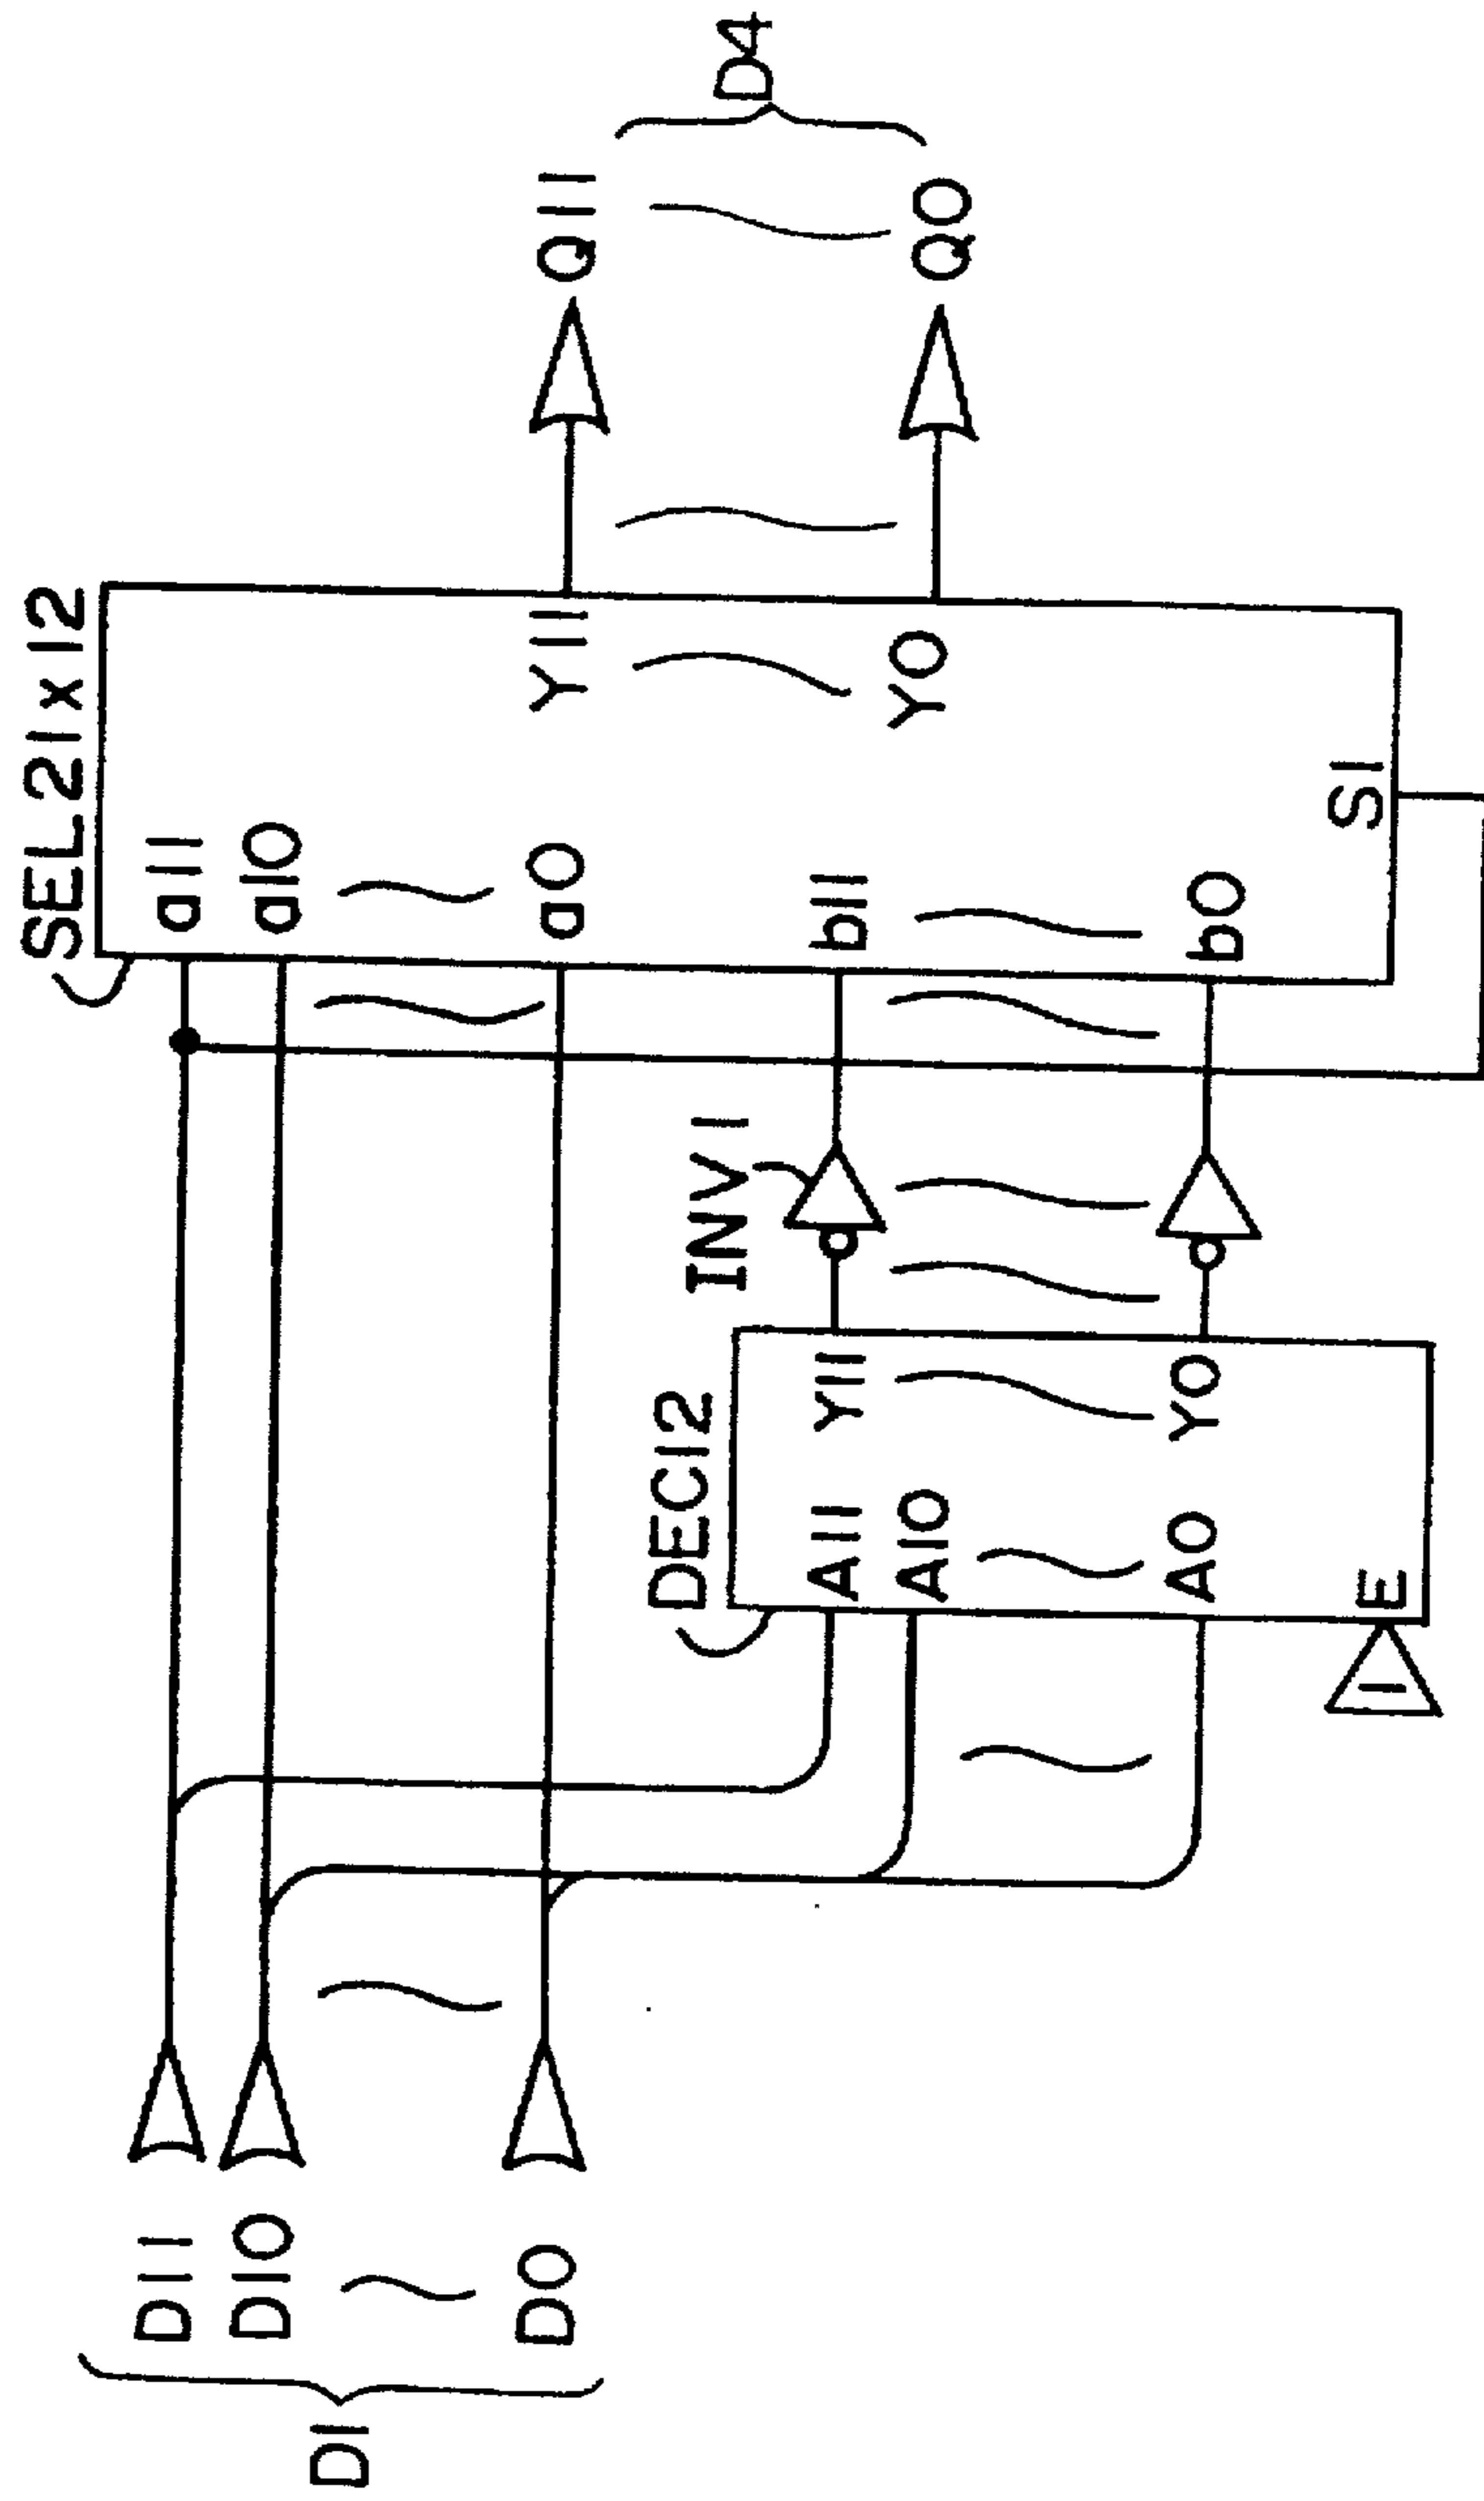 SEL21x12
D11
D10
D0
D1
a11
a10
a0
b11
b0
S1
Y11
Y0
Q11
Q0
D4
INV1
DEC12
A11
A10
A0
E
1
Y11
Y0